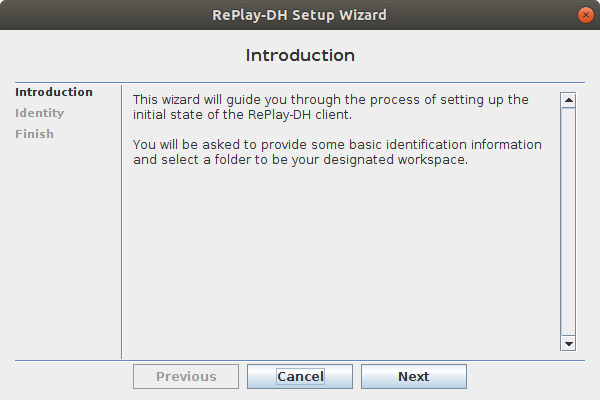 RePlay-DH Setup Wizard
Introduction
Introduction
Identity
Finish
This wizard will guide you through the process of setting up the
initial state of the RePlay-DH client.
You will be asked to provide some basic identification information
and select a folder to be your designated workspace.
Previous
Cancel
Next